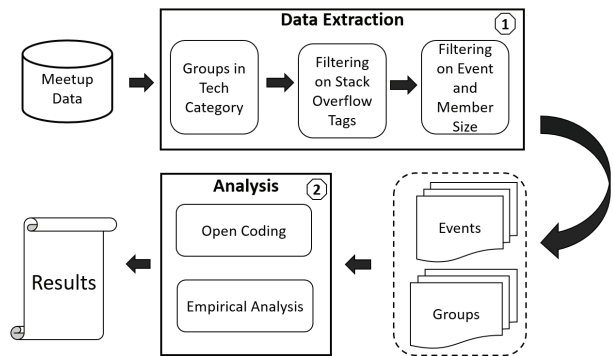 Data Extraction
1
Meetup
Data
Groups in
Tech
Category
Filtering
on Stack
Overflow
Tags
Filtering
on Event
and
Member
Size
Analysis
2
Open Coding
Empirical Analysis
Events
Groups
Results